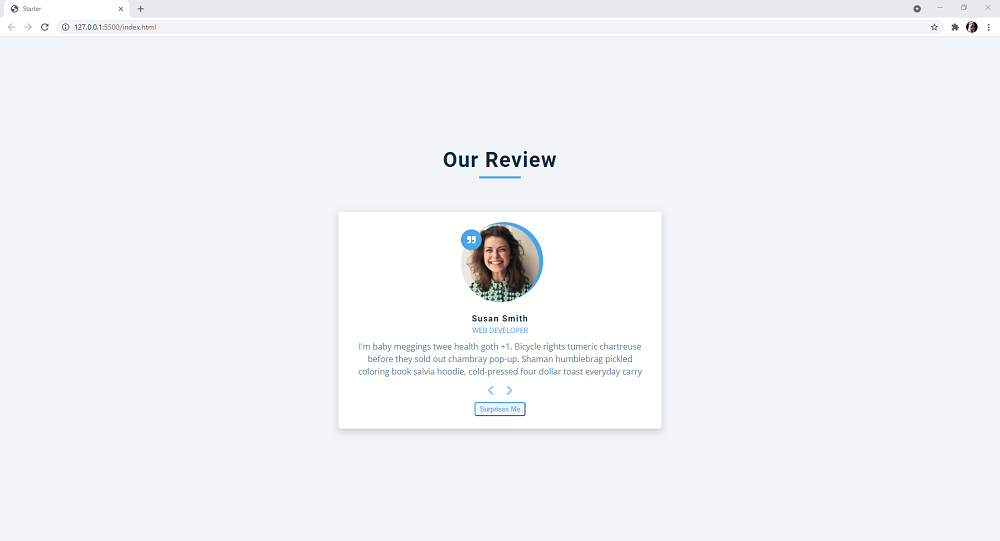 Starter
127.0.0.1:5500/index.html
Our Review
Susan Smith
WEB DEVELOPER
I'm baby meggings twee health goth +1. Bicycle rights tumeric chartreuse
before they sold out chambray pop-up. Shaman humblebrag pickled
coloring book salvia hoodie, cold-pressed four dollar toast everyday carry
Surprises Me